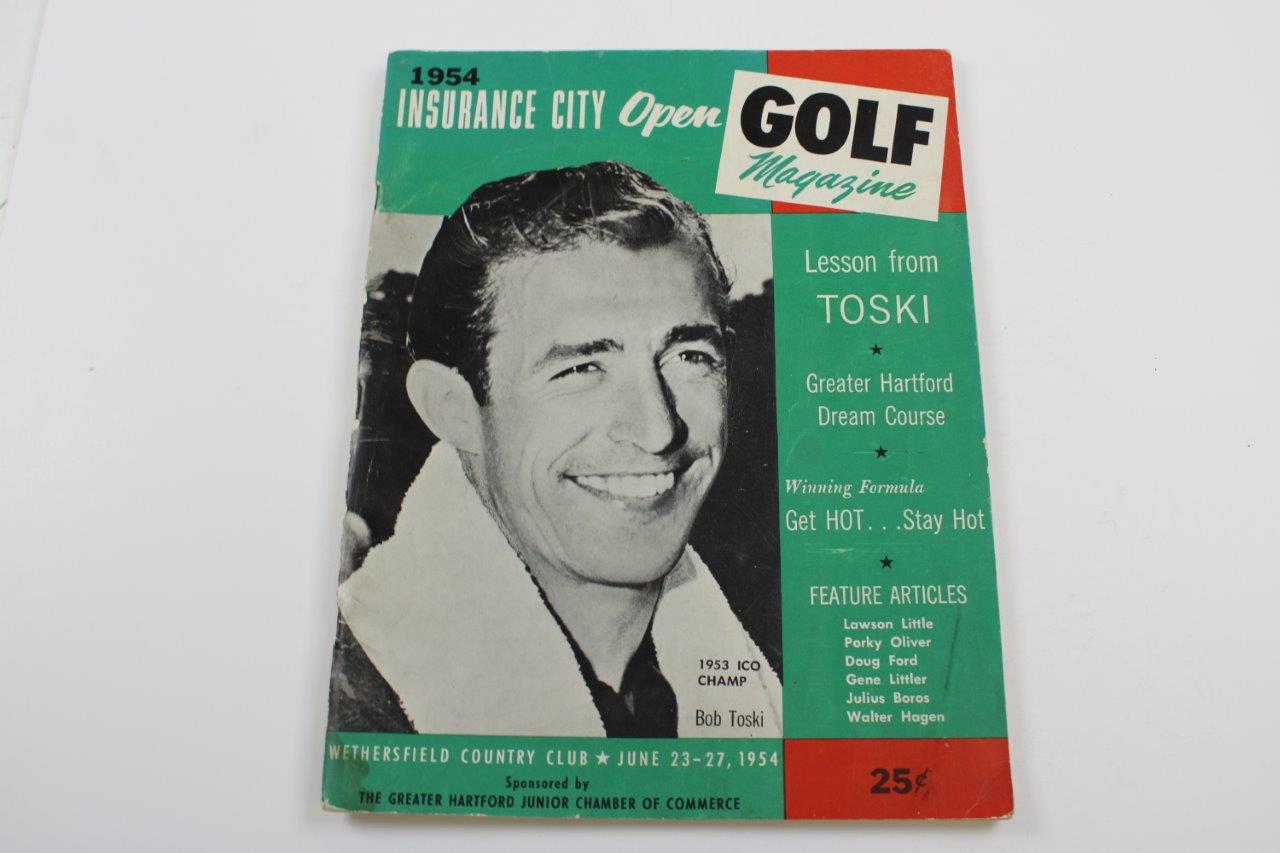 1954
INSURANCE CITY Open
GOLF
Magazine
Lesson from
TOSKI
★
Greater Hartford
Dream Course
★
Winning Formula
Get HOT...Stay Hot
★
FEATURE ARTICLES
Lawson Little
Porky Oliver
Doug Ford
Gene Littler
Julius Boros
Walter Hagen
1953 ICO
CHAMP
Bob Toski
WETHERSFIELD COUNTRY CLUB ★ JUNE 23-27, 1954
Sponsored by
THE GREATER HARTFORD JUNIOR CHAMBER OF COMMERCE
25¢